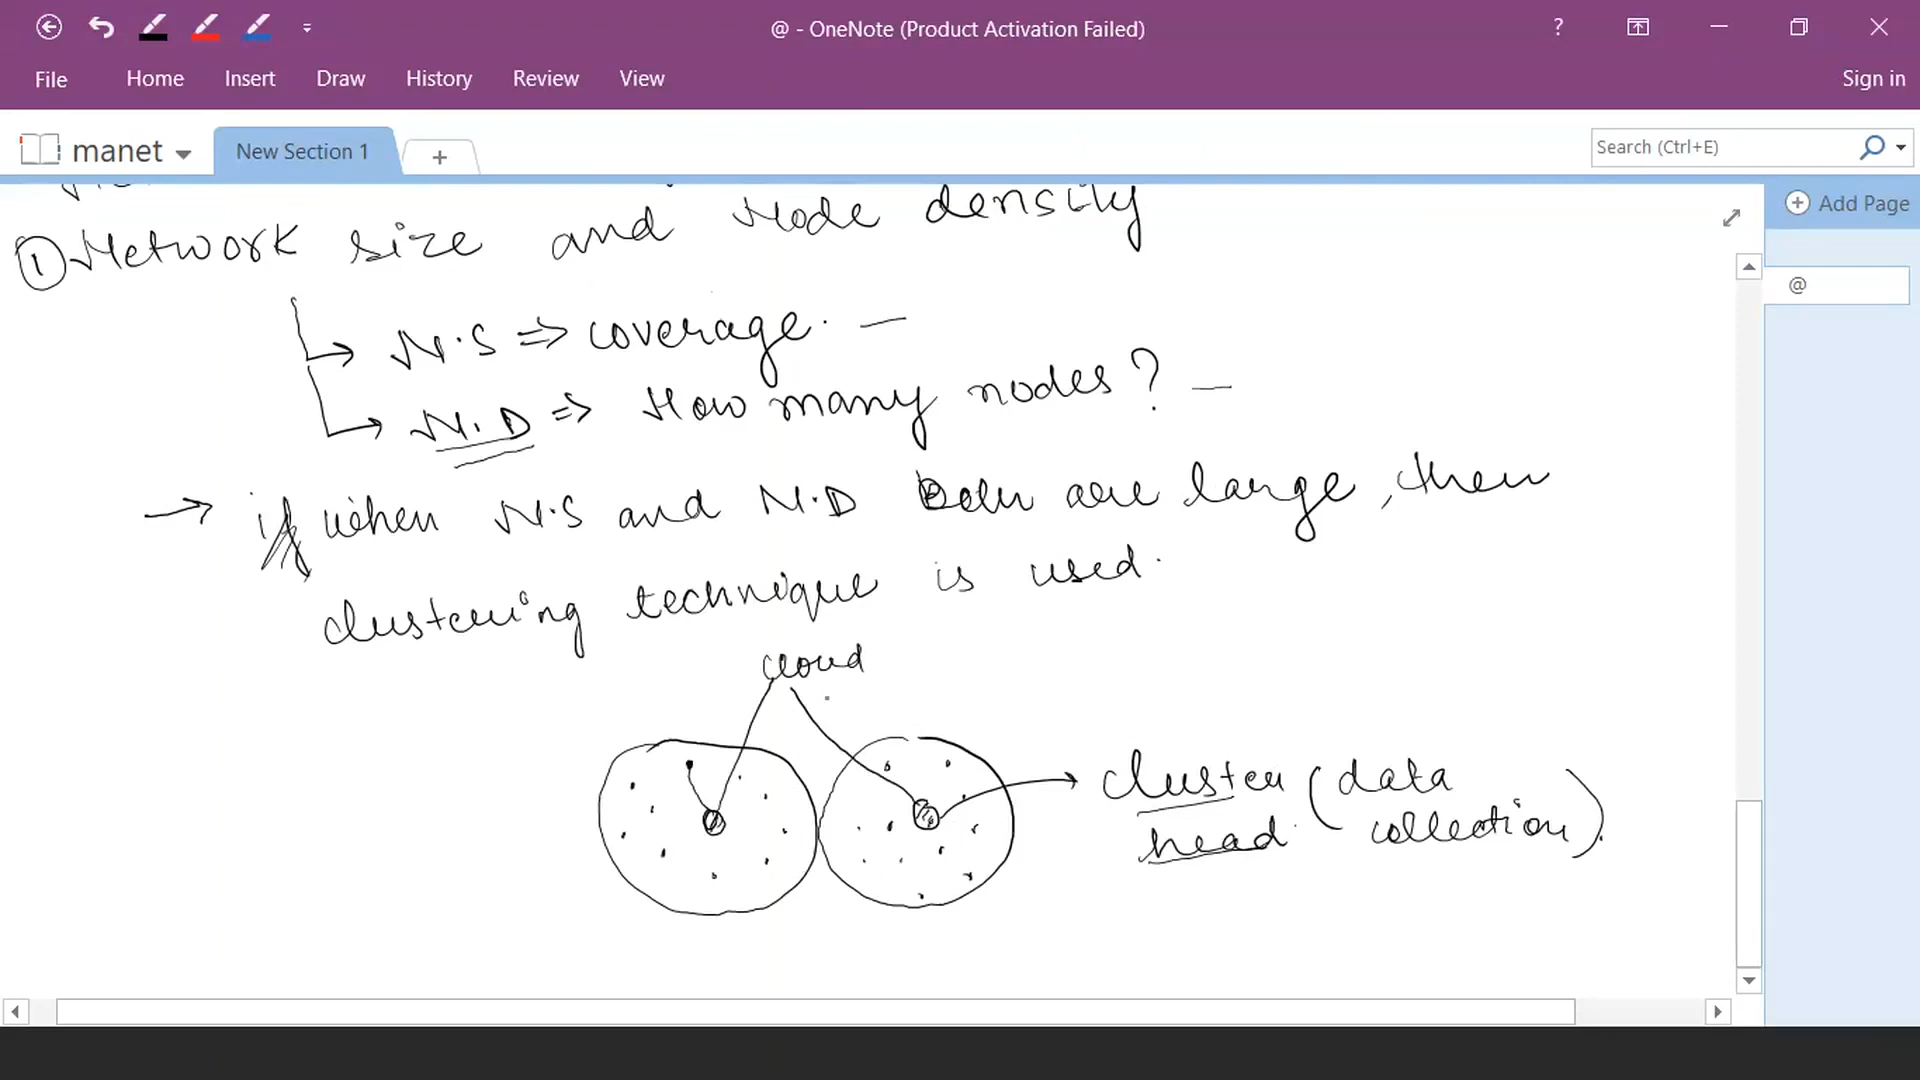 @ - OneNote (Product Activation Failed)
?
File Home Insert Draw History Review View
Sign in
manet New Section 1 +
Search (Ctrl+E)
Add Page
@
① Network size and Node density
N.S => coverage. —
N.D => How many nodes? —
→ when N.S and N.D Both are large, then
clustering technique is used.
cloud
cluster (data
head. collection).